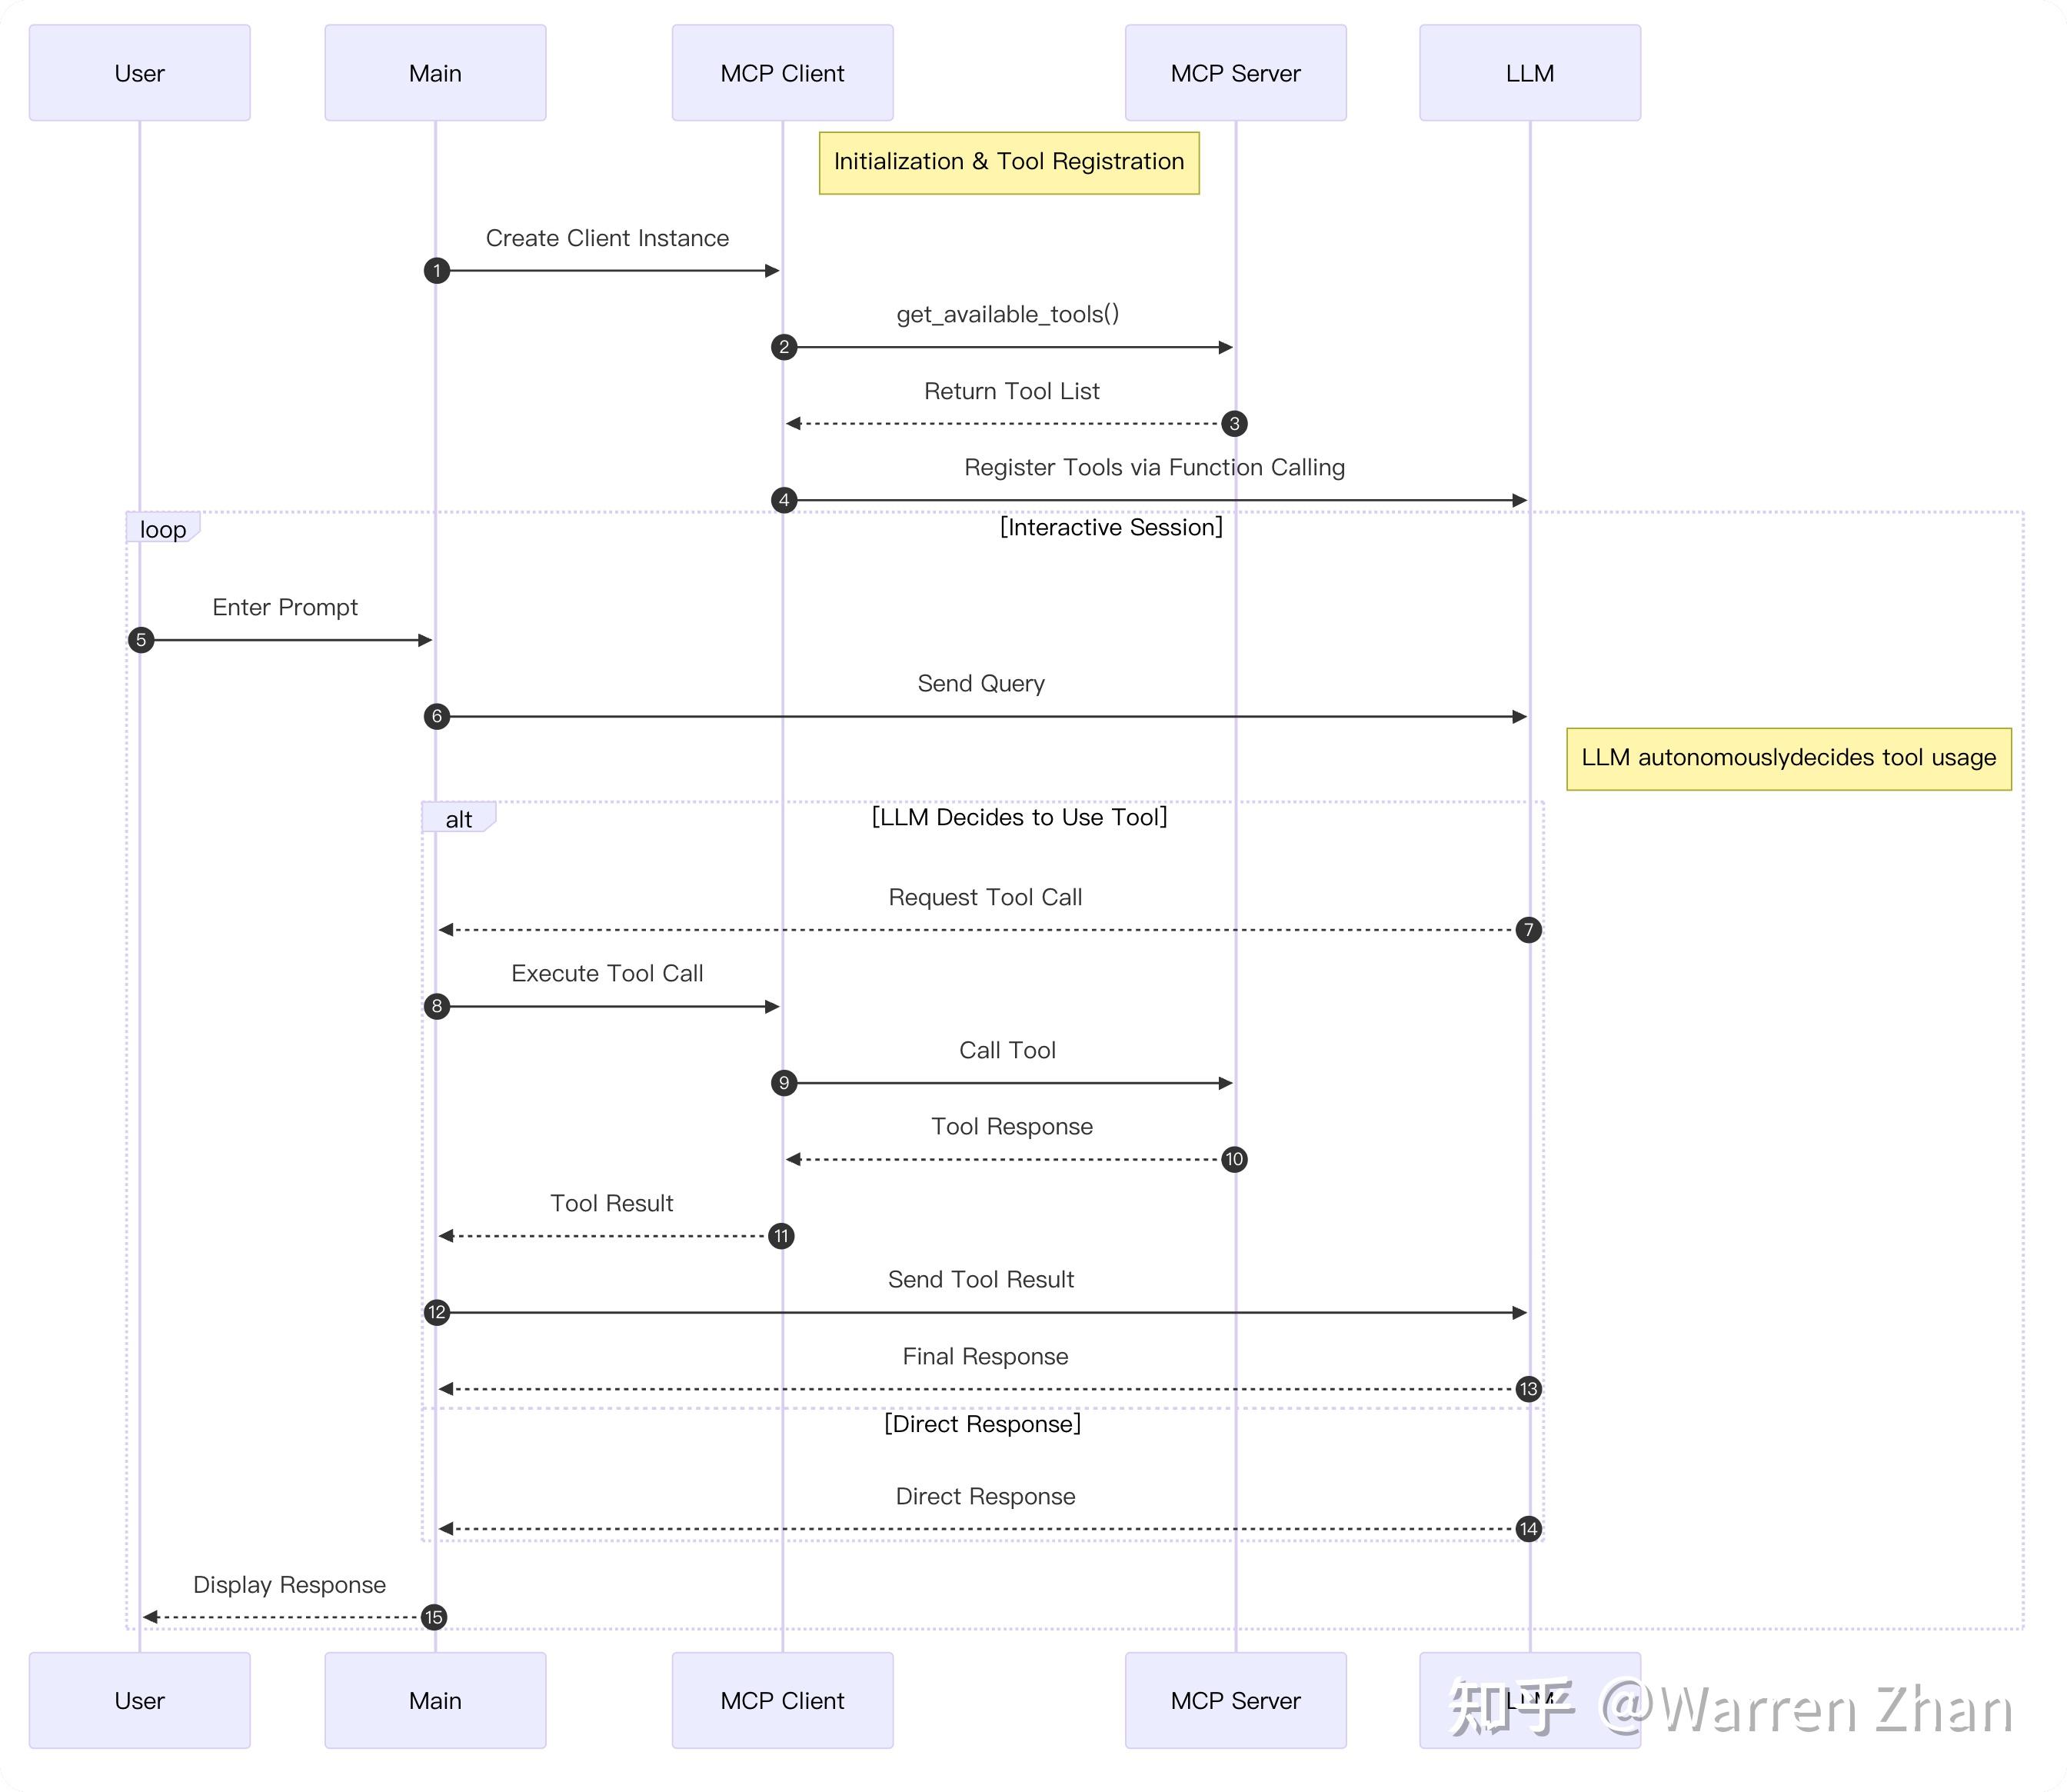 User
Main
MCP Client
MCP Server
LLM
Initialization & Tool Registration
Create Client Instance
1
get_available_tools()
2
Return Tool List
3
Register Tools via Function Calling
4
loop
[Interactive Session]
Enter Prompt
5
Send Query
6
LLM autonomouslydecides tool usage
alt
[LLM Decides to Use Tool]
Request Tool Call
7
Execute Tool Call
8
Call Tool
9
Tool Response
10
Tool Result
11
Send Tool Result
12
Final Response
13
[Direct Response]
Direct Response
14
Display Response
15
User
Main
MCP Client
MCP Server
LLM
知乎 @Warren Zhan